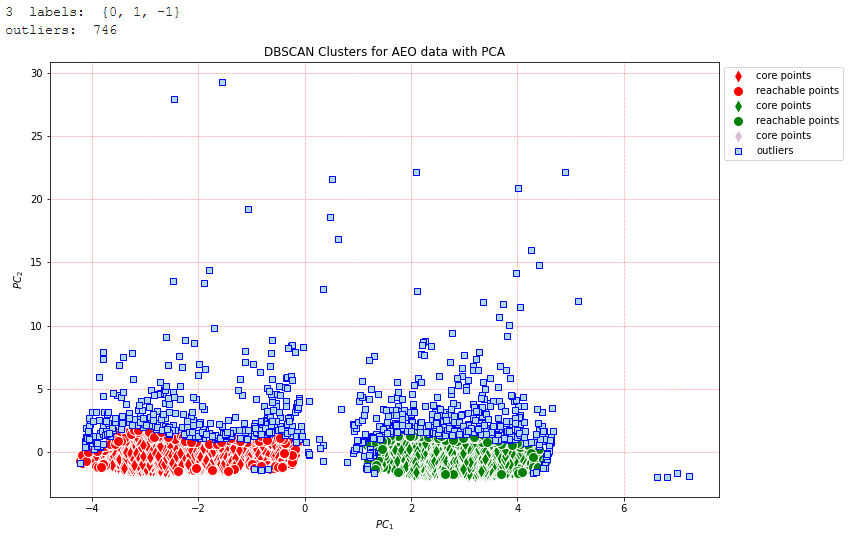 3 labels: {0, 1, -1}
outliers: 746
DBSCAN Clusters for AEO data with PCA
30
25
20
15
10
5
0
PC2
−4
−2
0
2
4
6
PC1
core points
reachable points
core points
reachable points
core points
outliers